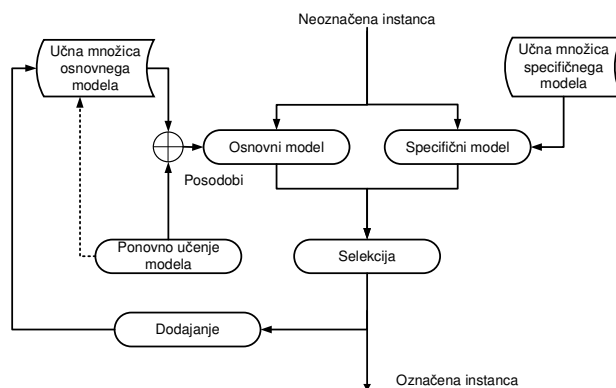 Neoznačena instanca
Učna množica
osnovnega
modela
Učna množica
specifičnega
modela
Osnovni model
Specifični model
Posodobi
Ponovno učenje
modela
Selekcija
Dodajanje
Označena instanca